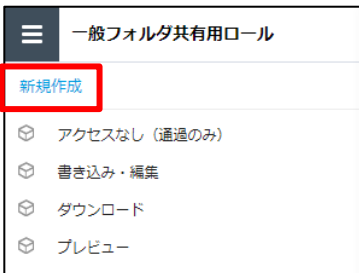 一般フォルダ共有用ロール
新規作成
アクセスなし（通過のみ）
書き込み・編集
ダウンロード
プレビュー